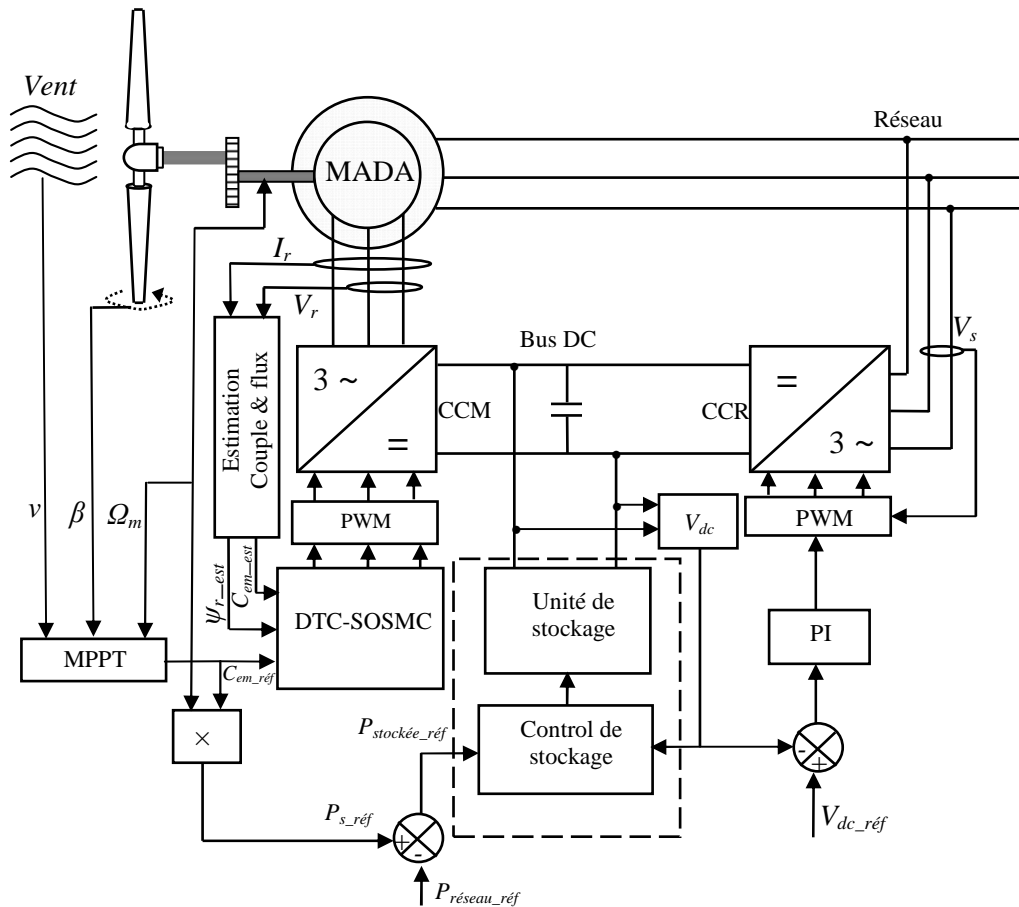 Vent
Réseau
MADA
I_r
V_r
Bus DC
V_s
3 ~
=
CCM
=
3 ~
CCR
Estimation
Couple & flux
v
β
Ω_m
PWM
V_dc
PWM
ψ_r_est
C_em_est
DTC-SOSMC
Unité de
stockage
PI
MPPT
C_em_réf
×
P_stockée_réf
Control de
stockage
-
+
P_s_réf
+
-
V_dc_réf
P_réseau_réf